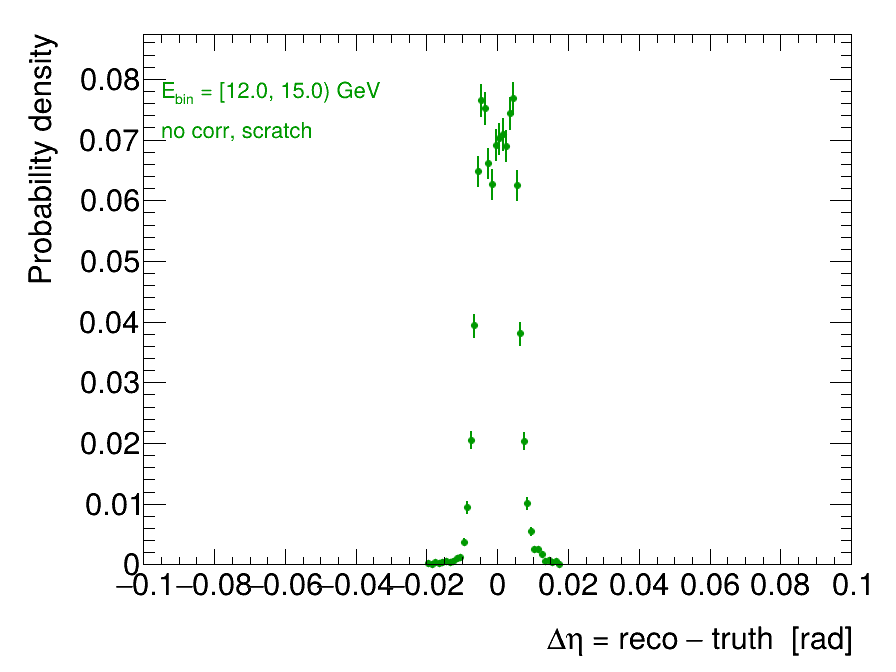 Probability density
0.08
0.07
0.06
0.05
0.04
0.03
0.02
0.01
0
E_bin = [12.0, 15.0) GeV
no corr, scratch
−0.1 −0.08 −0.06 −0.04 −0.02 0 0.02 0.04 0.06 0.08 0.1
Δη = reco − truth [rad]